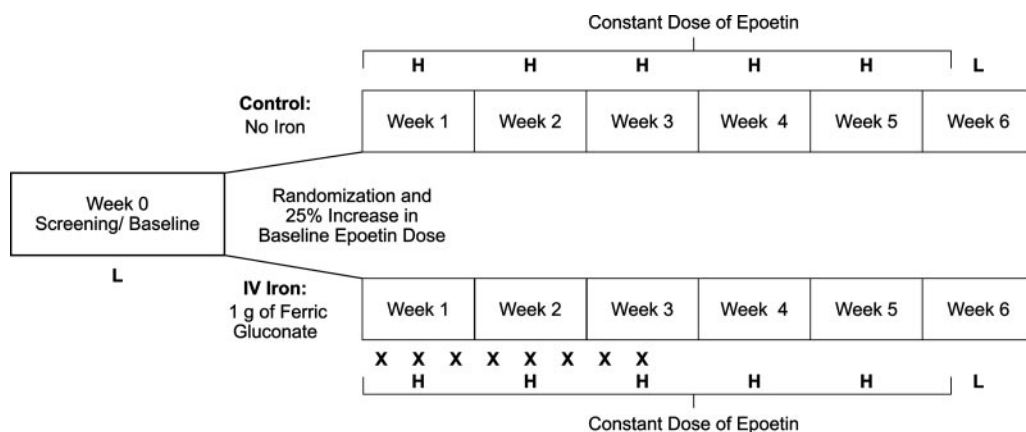 Constant Dose of Epoetin
H H H H H L
Control:
No Iron
Week 1 Week 2 Week 3 Week 4 Week 5 Week 6
Week 0
Screening/ Baseline
Randomization and
25% Increase in
Baseline Epoetin Dose
L
IV Iron:
1 g of Ferric
Gluconate
Week 1 Week 2 Week 3 Week 4 Week 5 Week 6
X X X X X X X X
H H H H H L
Constant Dose of Epoetin